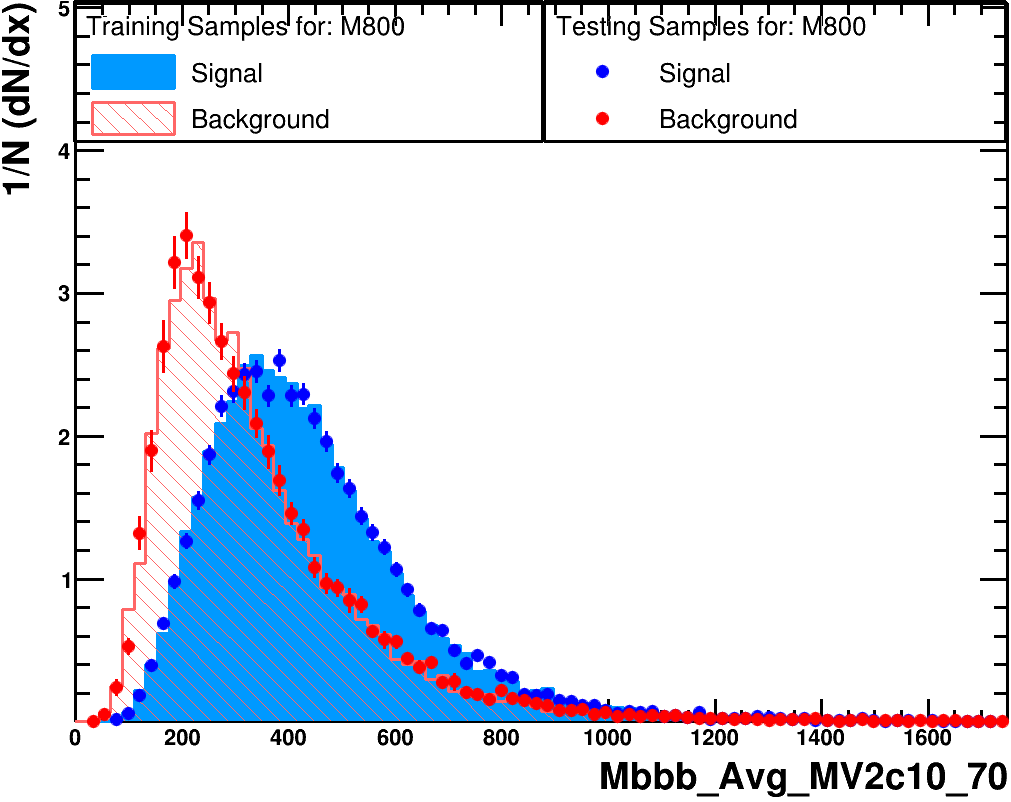 1/N (dN/dx)
5
4
3
2
1
Training Samples for: M800
Signal
Background
Testing Samples for: M800
Signal
Background
0 200 400 600 800 1000 1200 1400 1600
Mbbb_Avg_MV2c10_70